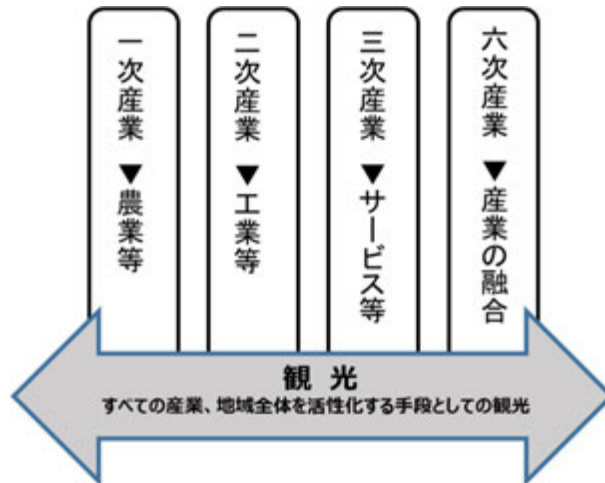 一次産業 ▼農業等
二次産業 ▼工業等
三次産業 ▼サービス等
六次産業 ▼産業の融合
観 光
すべての産業、地域全体を活性化する手段としての観光